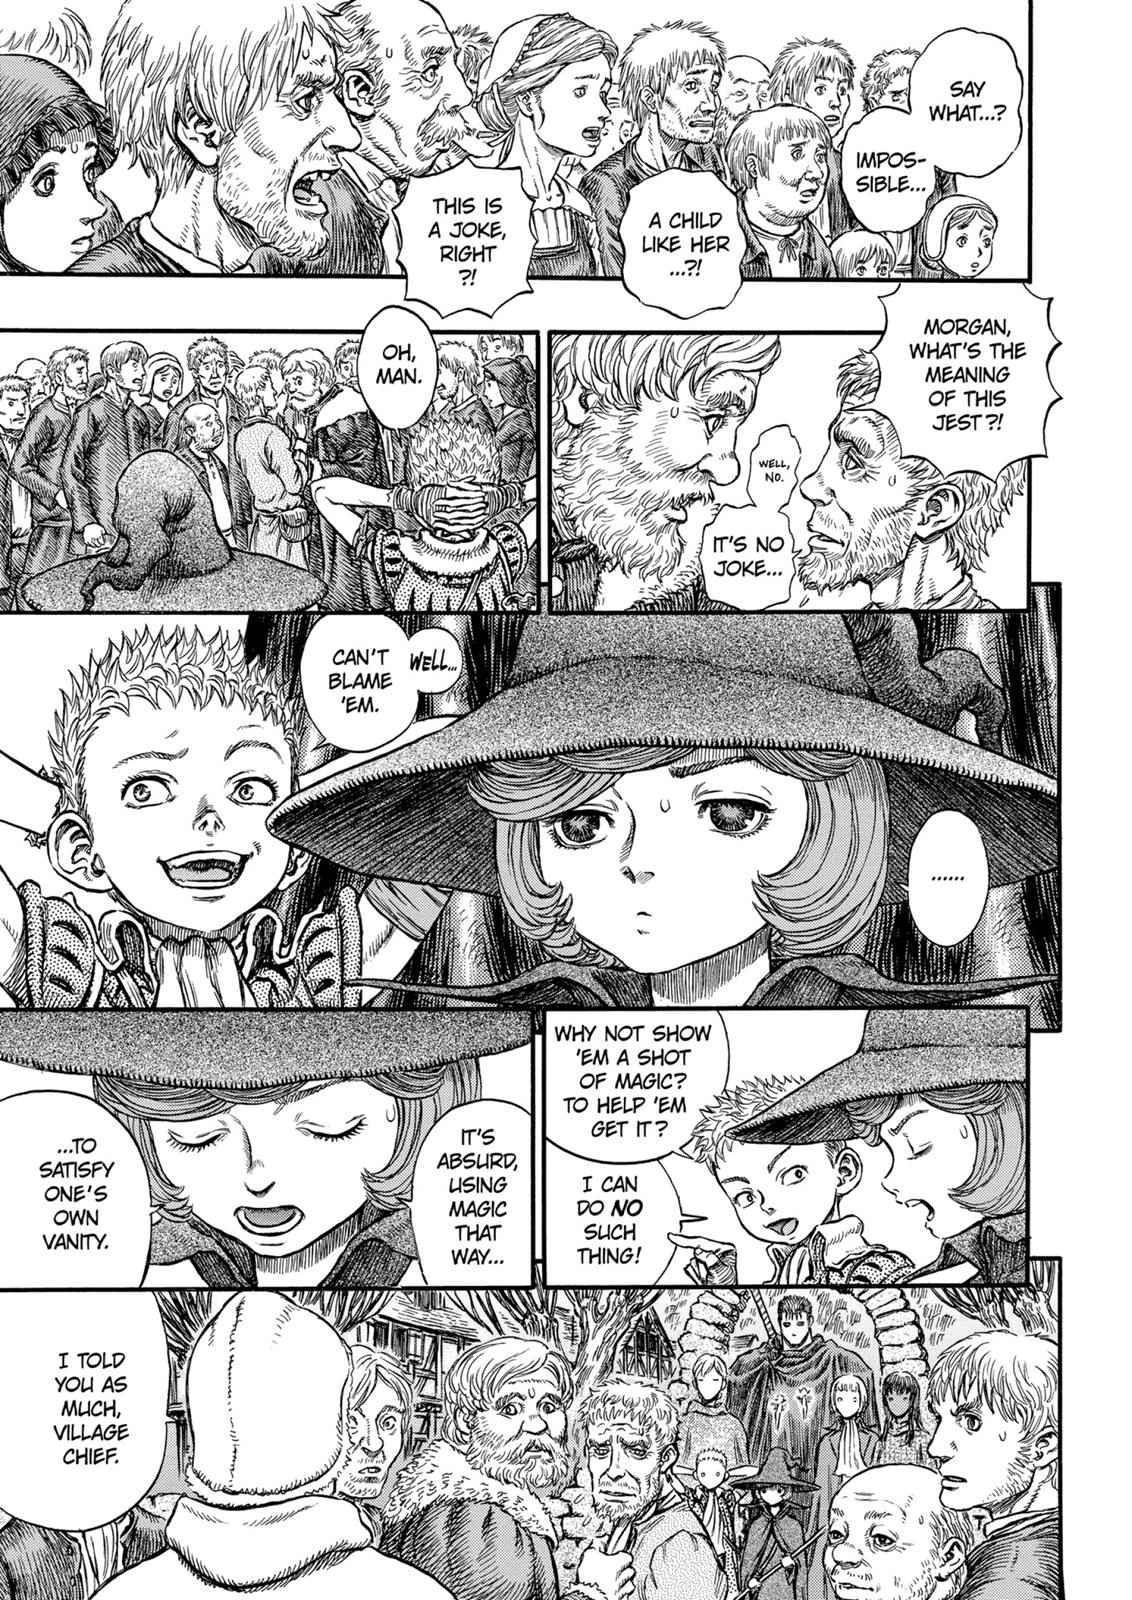 SAY
WHAT...?
IMPOS-
SIBLE...
A CHILD
LIKE HER
...?!
THIS IS
A JOKE,
RIGHT
?!
MORGAN,
WHAT'S THE
MEANING
OF THIS
JEST?!
WELL,
NO.
IT'S NO
JOKE...
OH,
MAN.
WELL...
CAN'T
BLAME
'EM.
......
WHY NOT SHOW
'EM A SHOT
OF MAGIC?
TO HELP 'EM
GET IT?
I CAN
DO NO
SUCH
THING!
IT'S
ABSURD,
USING
MAGIC
THAT
WAY...
...TO
SATISFY
ONE'S
OWN
VANITY.
I TOLD
YOU AS
MUCH,
VILLAGE
CHIEF.